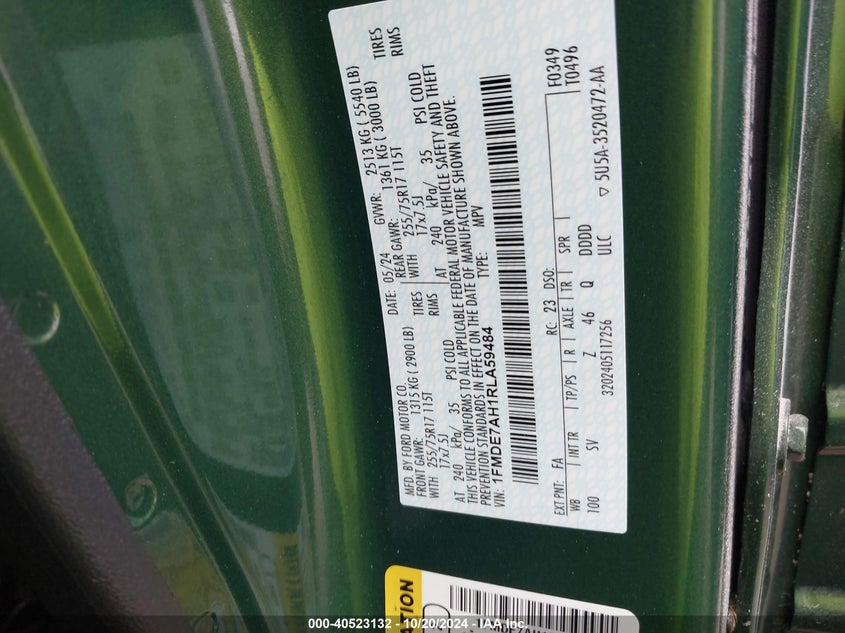 MFD. BY FORD MOTOR CO. DATE: 05/24 GVWR: 2513 KG ( 5540 LB)
FRONT GAWR: 1315 KG ( 2900 LB) REAR GAWR: 1361 KG ( 3000 LB)
WITH 255/75R17 115T TIRES WITH 255/75R17 115T TIRES
17x7.5J RIMS 17x7.5J RIMS
AT 240 kPa/ 35 PSI COLD AT 240 kPa/ 35 PSI COLD
THIS VEHICLE CONFORMS TO ALL APPLICABLE FEDERAL MOTOR VEHICLE SAFETY AND THEFT
PREVENTION STANDARDS IN EFFECT ON THE DATE OF MANUFACTURE SHOWN ABOVE.
VIN: 1FMDE7AH1RLA59484 TYPE: MPV
EXT PNT: FA RC: 23 DSO: F0349
WB INT TR TP/PS R AXLE TR SPR T0496
100 SV Z 46 Q DDDD
3202405117256 ULC ▽ 5U5A-3520472-AA
000-40523132 - 10/20/2024 - IAA Inc.